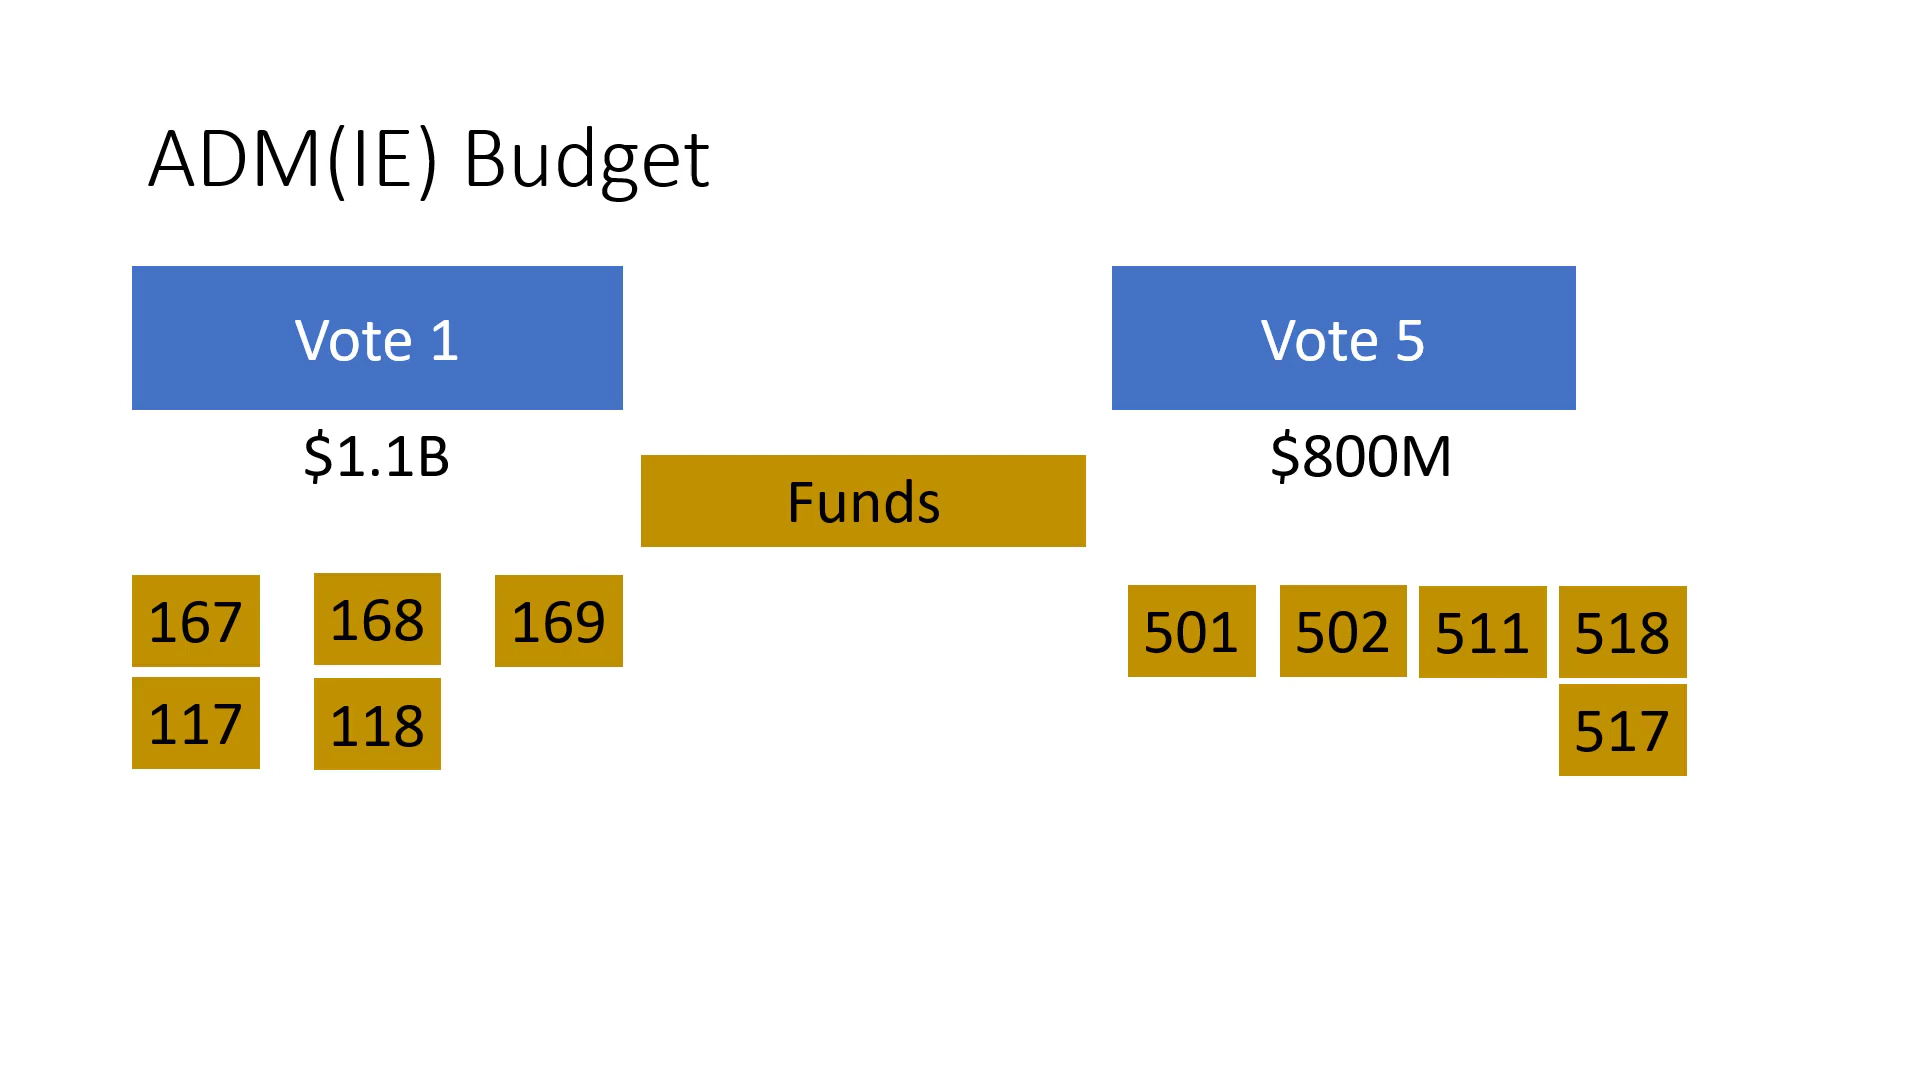 ADM(IE) Budget
Vote 1
Vote 5
$1.1B
$800M
Funds
167 168 169
501 502 511 518
117 118
517